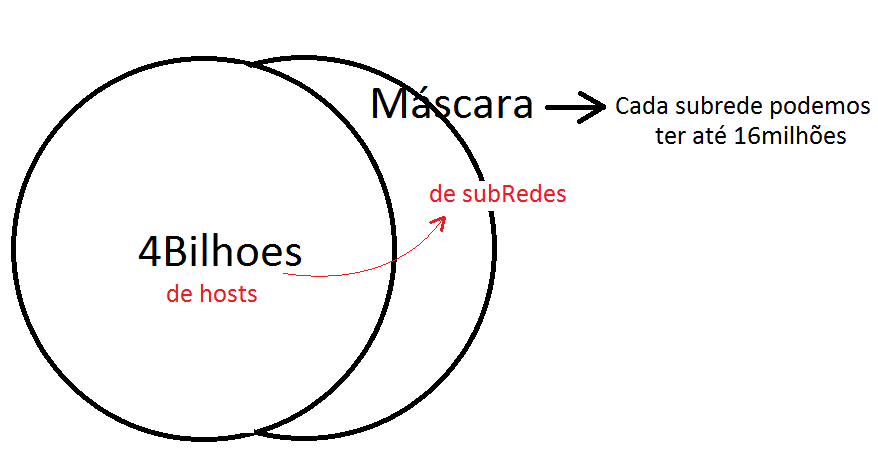 Máscara
Cada subrede podemos
ter até 16milhões
de subRedes
4Bilhoes
de hosts